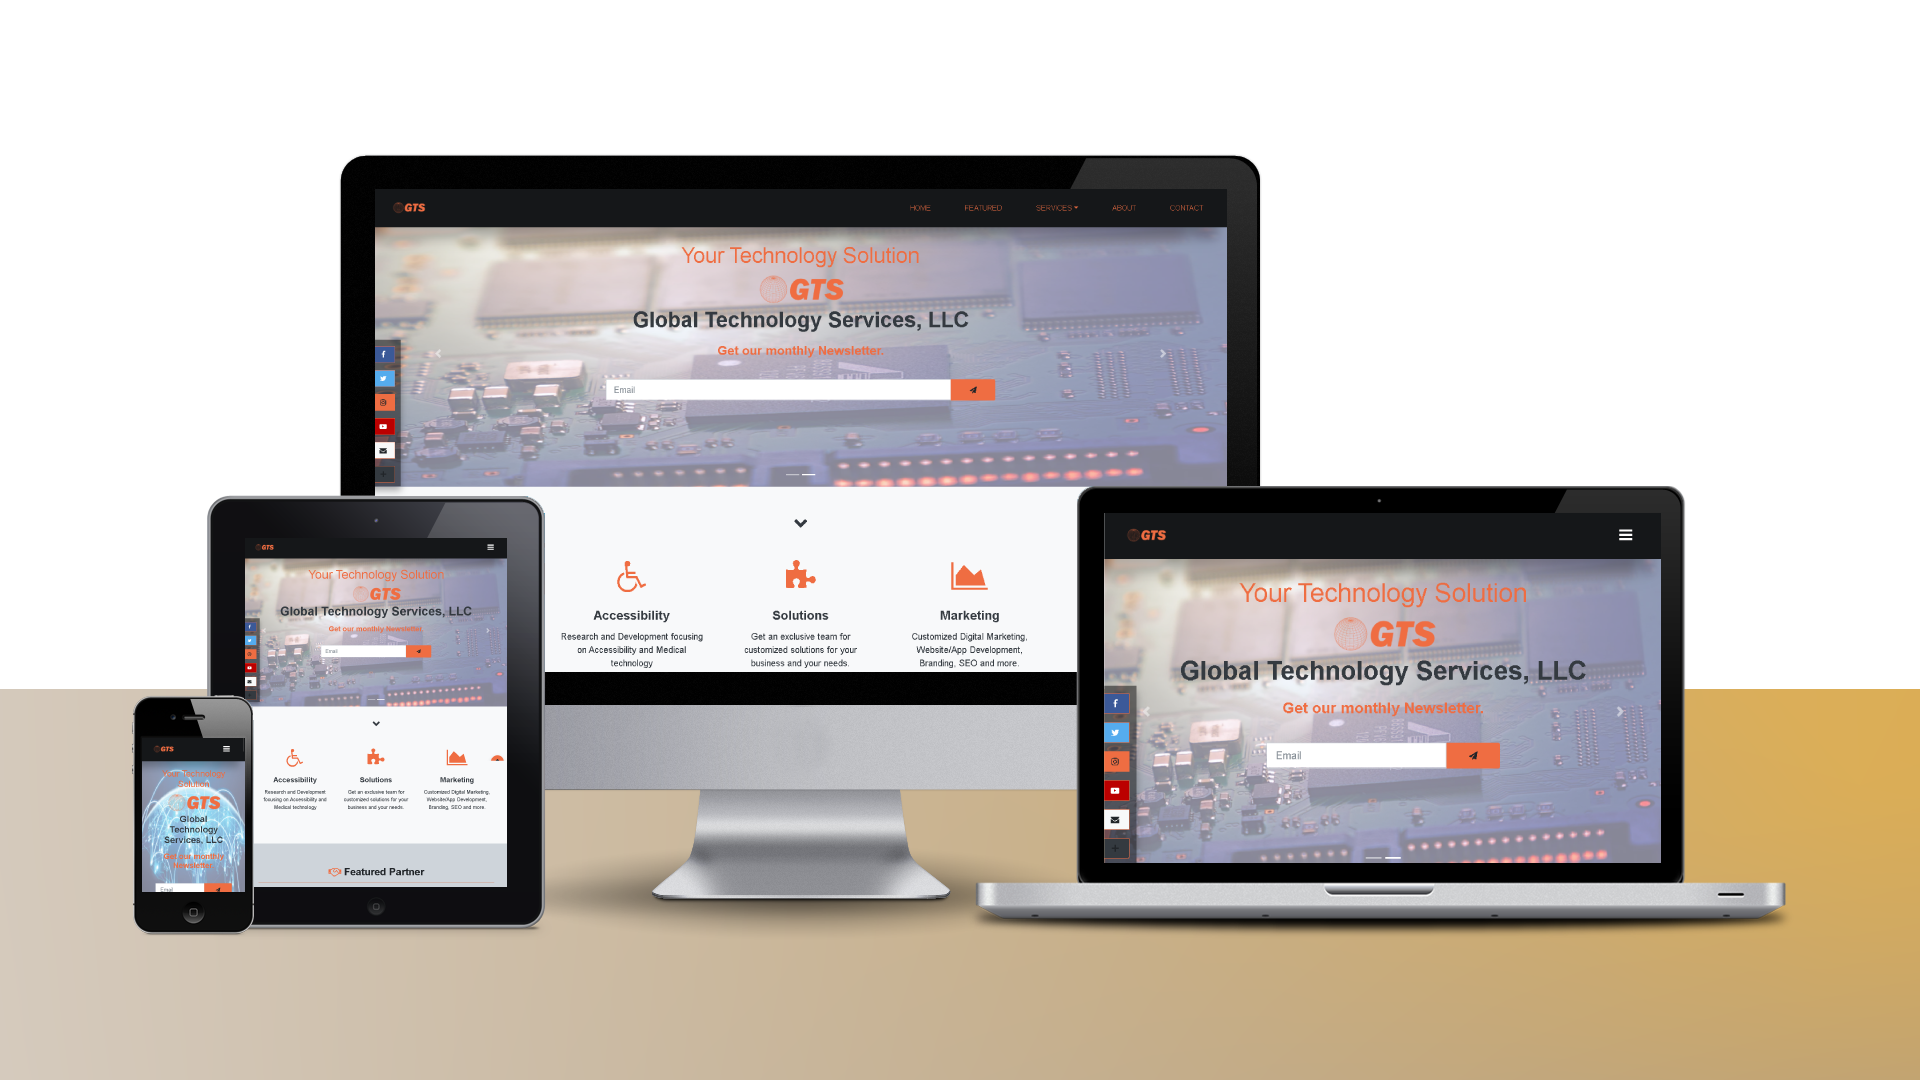 GTS
HOME FEATURED SERVICES ABOUT CONTACT
Your Technology Solution
GTS
Global Technology Services, LLC
Get our monthly Newsletter.
Email
Accessibility
Research and Development focusing
on Accessibility and Medical
technology
Solutions
Get an exclusive team for
customized solutions for your
business and your needs.
Marketing
Customized Digital Marketing,
Website/App Development,
Branding, SEO and more.
GTS
Your Technology Solution
GTS
Global Technology Services, LLC
Get our monthly Newsletter.
Email
Accessibility
Research and Development
focusing on Accessibility and
Medical technology
Solutions
Get an exclusive team for
customized solutions for your
business and your needs.
Marketing
Customized Digital Marketing,
Website/App Development,
Branding, SEO and more.
Featured Partner
GTS
Your Technology
Solution
GTS
Global
Technology
Services, LLC
Get our monthly
Newsletter.
Email
GTS
Your Technology Solution
GTS
Global Technology Services, LLC
Get our monthly Newsletter.
Email